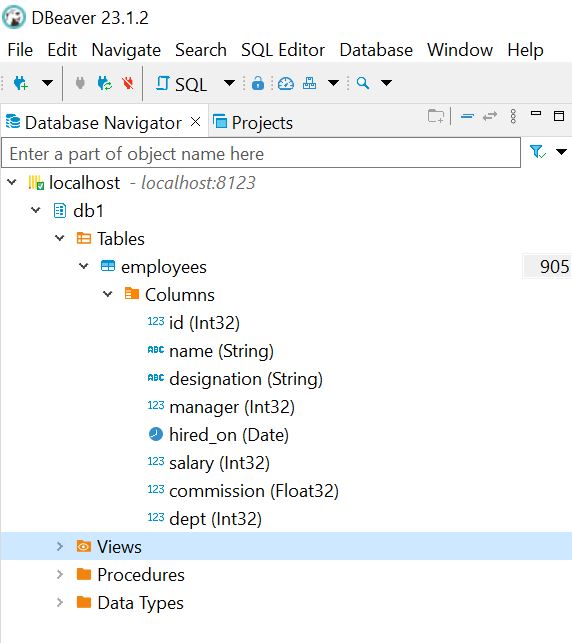 DBeaver 23.1.2
File Edit Navigate Search SQL Editor Database Window Help
SQL
Database Navigator Projects
Enter a part of object name here
localhost - localhost:8123
db1
Tables
employees 905
Columns
123 id (Int32)
ABC name (String)
ABC designation (String)
123 manager (Int32)
hired_on (Date)
123 salary (Int32)
123 commission (Float32)
123 dept (Int32)
Views
Procedures
Data Types